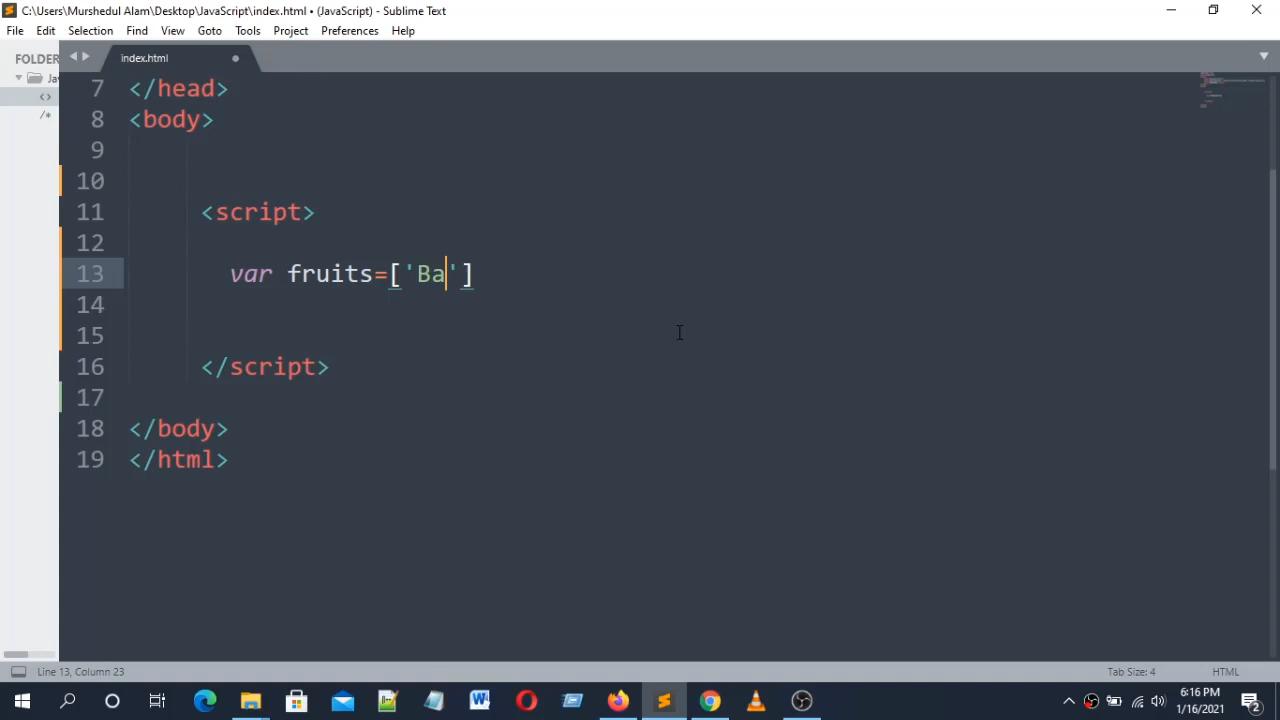 C:\Users\Murshedul Alam\Desktop\JavaScript\index.html • (JavaScript) - Sublime Text
File Edit Selection Find View Goto Tools Project Preferences Help
FOLDER
index.html
Ja
<>
/*
7 </head>
8 <body>
9
10
11 <script>
12
13 var fruits=['Ba']
14
15
16 </script>
17
18 </body>
19 </html>
Line 13, Column 23
Tab Size: 4
HTML
6:16 PM
1/16/2021
2